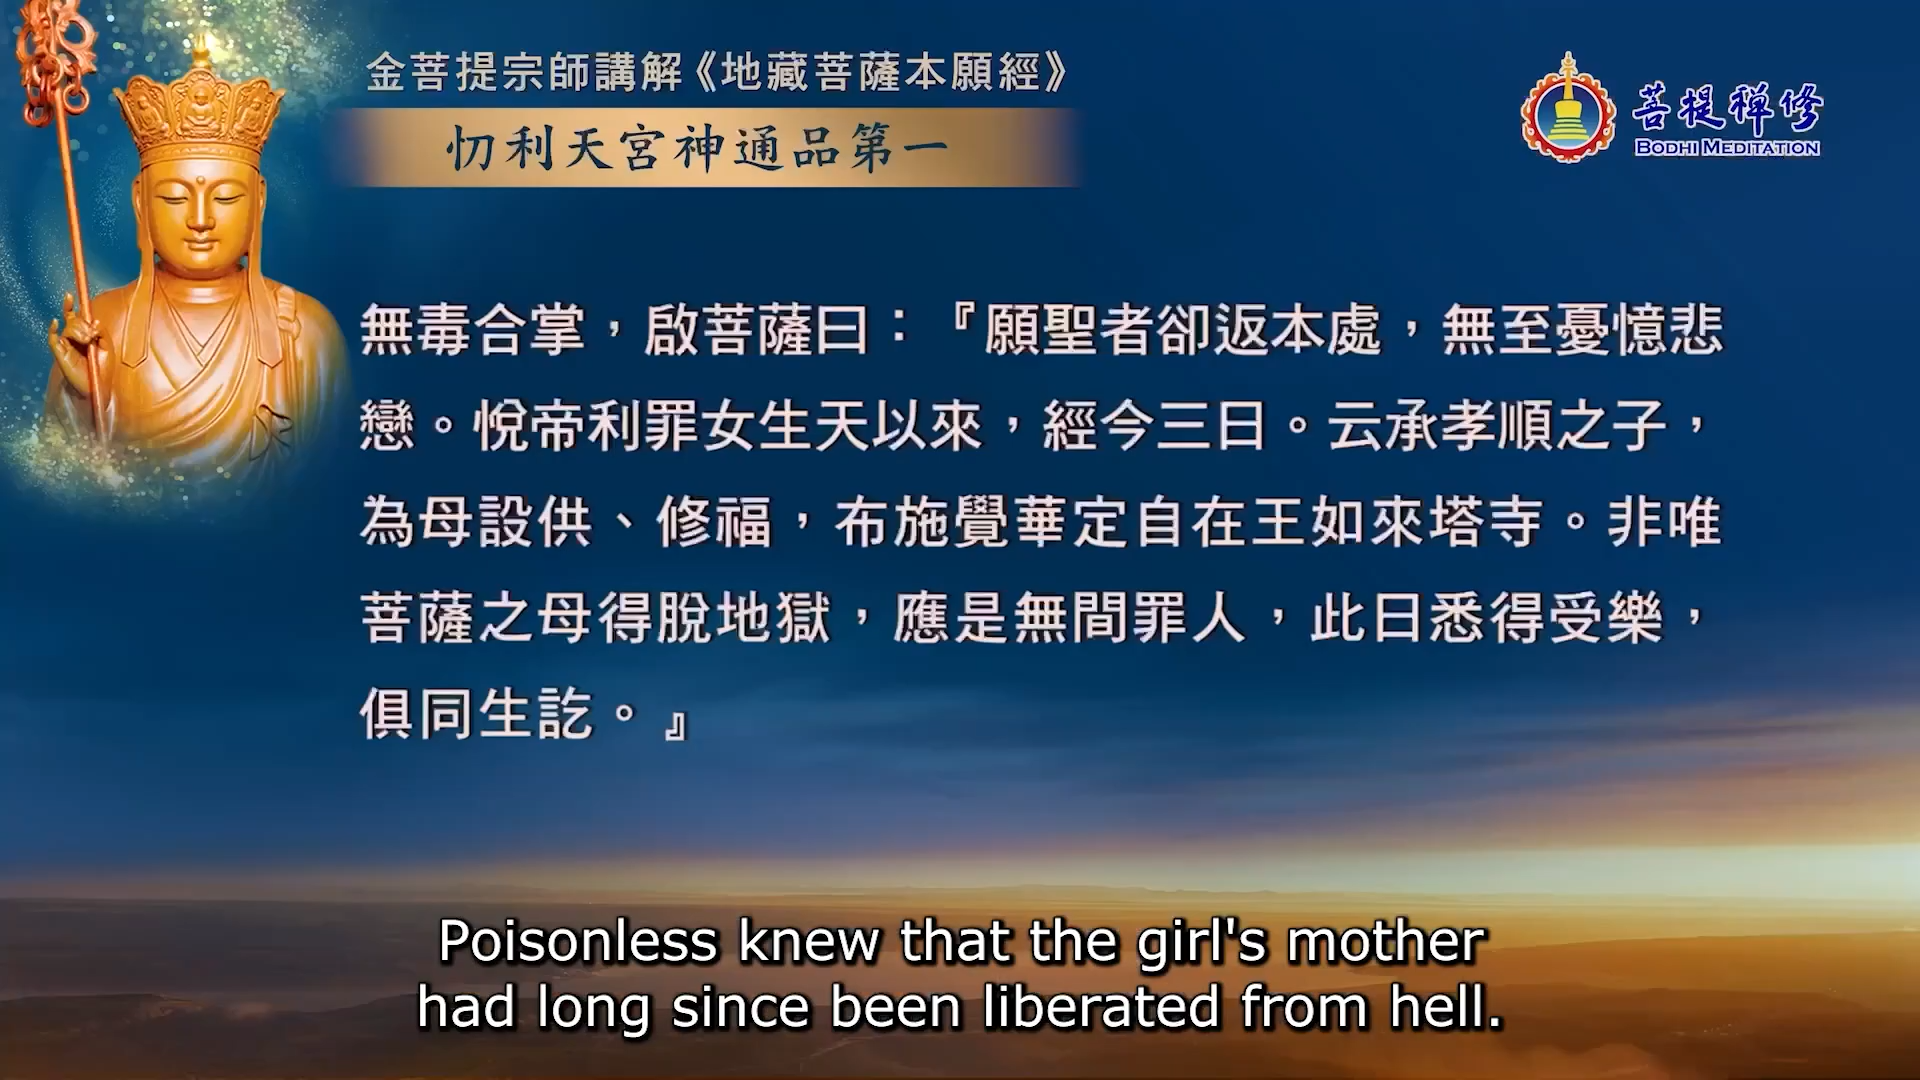 金菩提宗師講解《地藏菩薩本願經》
忉利天宮神通品第一
菩提禪修
BODHI MEDITATION
無毒合掌，啟菩薩曰：『願聖者卻返本處，無至憂憶悲
戀。悅帝利罪女生天以來，經今三日。云承孝順之子，
為母設供、修福，布施覺華定自在王如來塔寺。非唯
菩薩之母得脫地獄，應是無間罪人，此日悉得受樂，
俱同生訖。』
Poisonless knew that the girl's mother
had long since been liberated from hell.